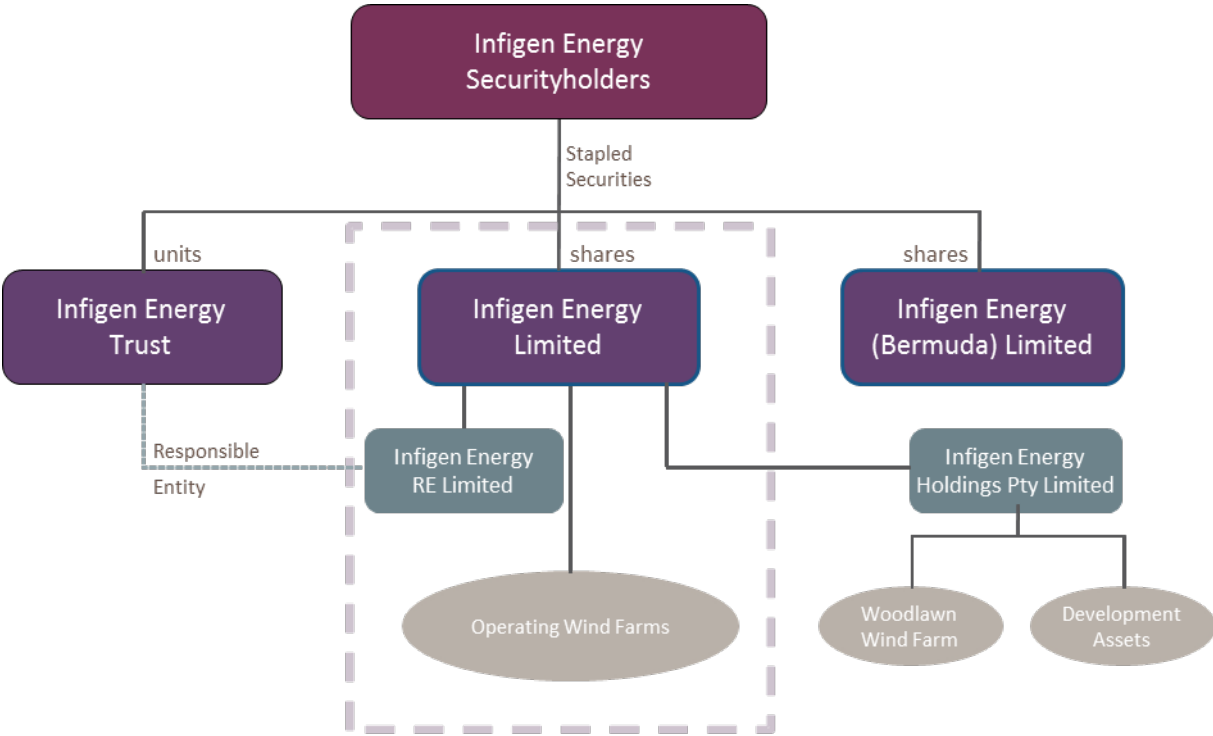 Infigen Energy
Securityholders
Stapled
Securities
units
shares
shares
Infigen Energy
Trust
Infigen Energy
Limited
Infigen Energy
(Bermuda) Limited
Responsible
Entity
Infigen Energy
RE Limited
Infigen Energy
Holdings Pty Limited
Operating Wind Farms
Woodlawn
Wind Farm
Development
Assets